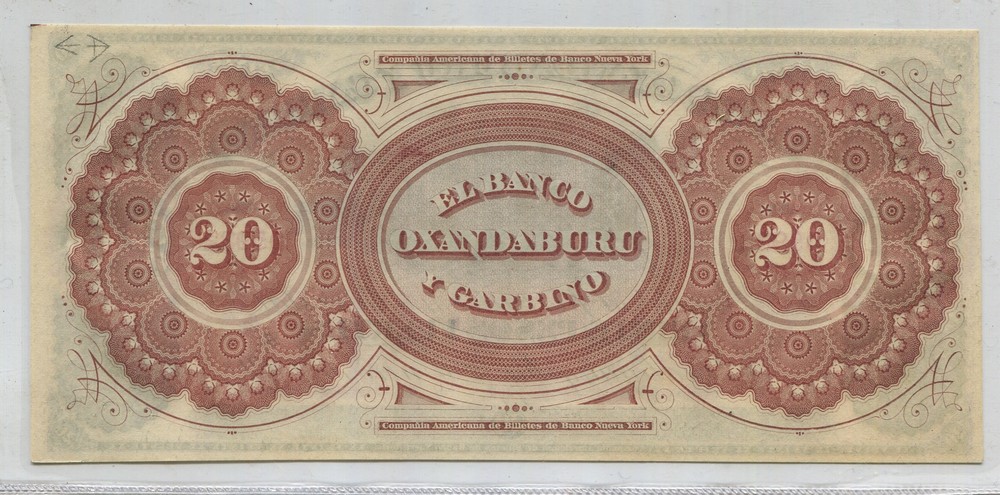 Compañia Americana de Billetes de Banco Nueva York
EL BANCO
20 OXANDABURU 20
Y GARBINO
Compañia Americana de Billetes de Banco Nueva York